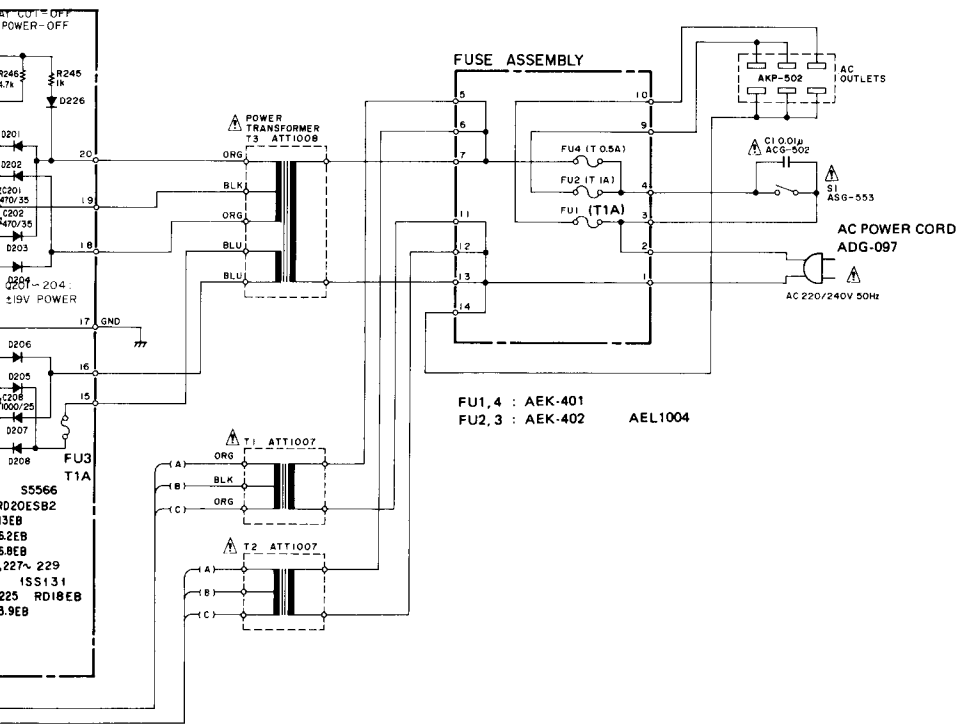 POWER-OFF
R246
4.7k
R245
1k
D226
D201
D202
C201
470/35
C202
470/35
D203
D204
Q201~204:
±19V POWER
20
19
18
17 GND
16
15
D206
D205
C208
1000/25
D207
D208
FU3
T1A
S5566
RD20ESB2
13EB
6.2EB
6.8EB
,227~ 229
1SS131
225 RD18EB
3.9EB
POWER
TRANSFORMER
T3 ATT1008
ORG
BLK
ORG
BLU
BLU
T1 ATT1007
ORG
BLK
ORG
(A)
(B)
(C)
T2 ATT1007
(A)
(B)
(C)
FUSE ASSEMBLY
5
6
7
11
12
13
14
10
9
4
3
2
1
FU4 (T 0.5A)
FU2 (T 1A)
FU1 (T1A)
FU1,4 : AEK-401
FU2,3 : AEK-402 AEL1004
AKP-502
AC
OUTLETS
C1 0.01μ
ACG-502
S1
ASG-553
AC POWER CORD
ADG-097
AC 220/240V 50Hz